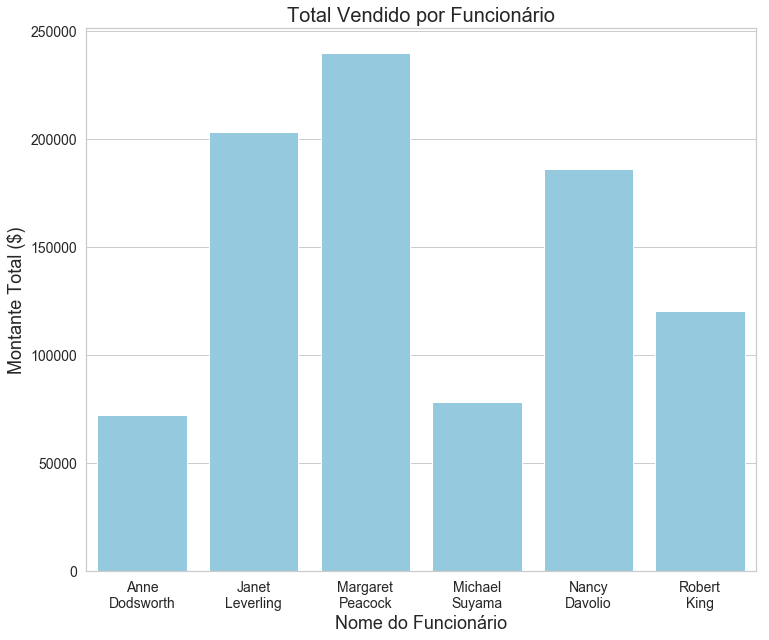 Total Vendido por Funcionário
Montante Total ($)
250000
200000
150000
100000
50000
0
Anne
Dodsworth
Janet
Leverling
Margaret
Peacock
Michael
Suyama
Nancy
Davolio
Robert
King
Nome do Funcionário